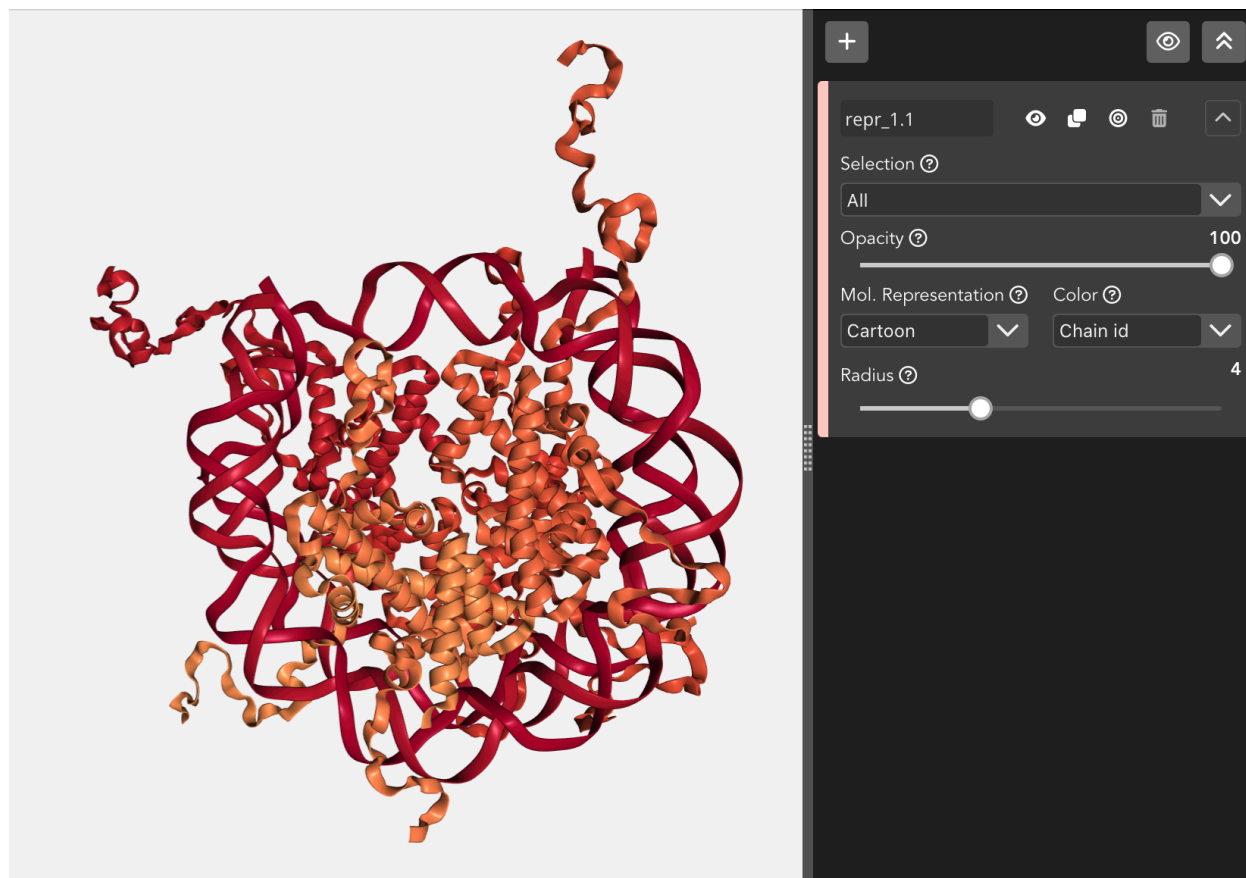 repr_1.1
Selection
All
Opacity 100
Mol. Representation Color
Cartoon Chain id
Radius 4